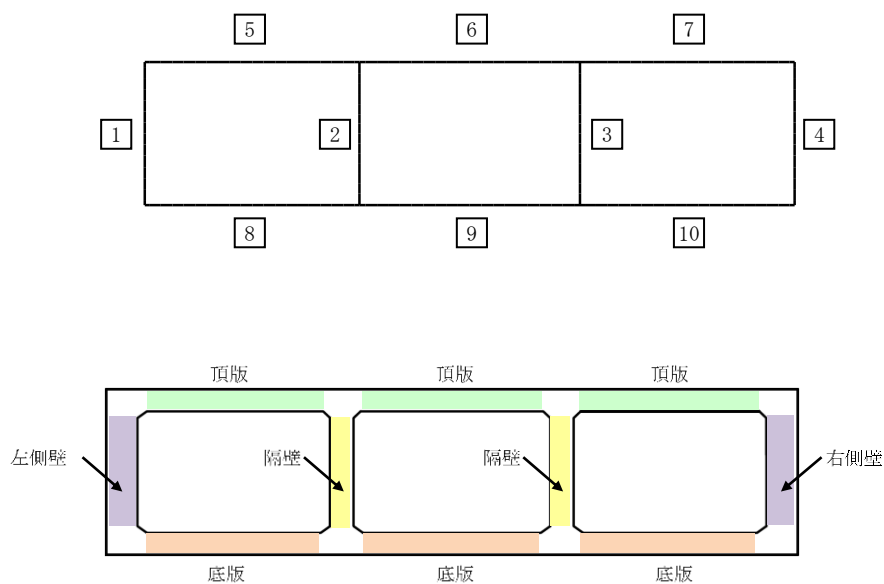 5 6 7
1 2 3 4
8 9 10
頂版 頂版 頂版
左側壁 隔壁 隔壁 右側壁
底版 底版 底版